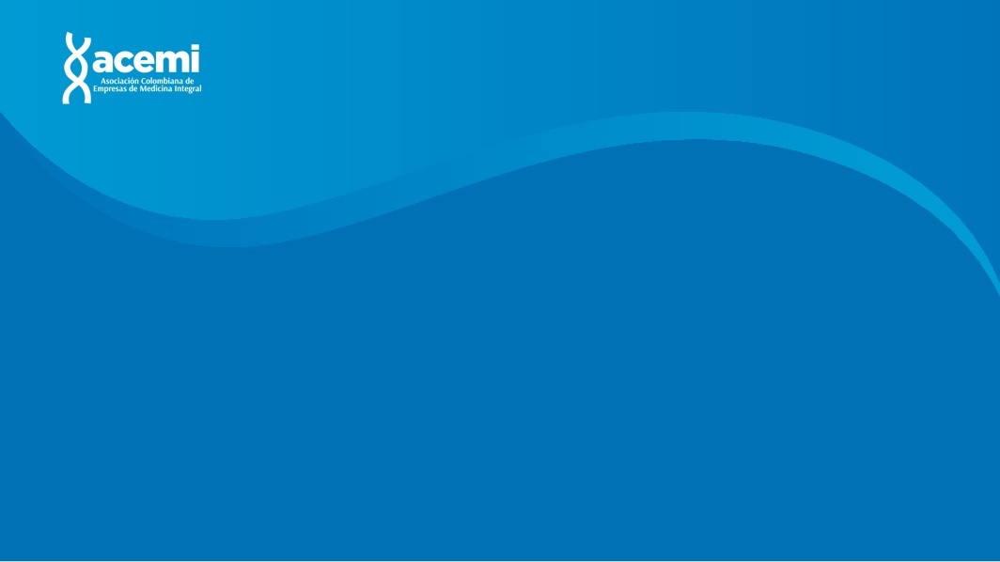 acemi
Asociación Colombiana de
Empresas de Medicina Integral